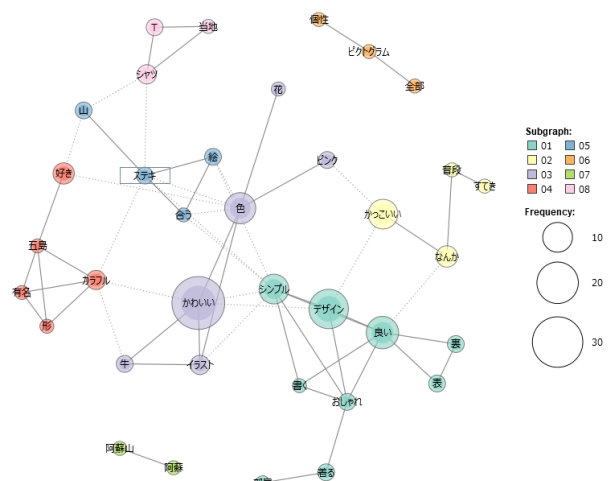 個性
T
当地
ピクトグラム
シャツ
全部
花
山
絵
ピンク
好き
ステキ
普段
すてき
合う
色
かっこいい
五島
なんか
カラフル
有名
シンプル
かわいい
デザイン
形
良い
裏
牛
イラスト
表
書く
おしゃれ
阿蘇山
阿蘇
着る
Subgraph:
01 05
02 06
03 07
04 08
Frequency:
10
20
30